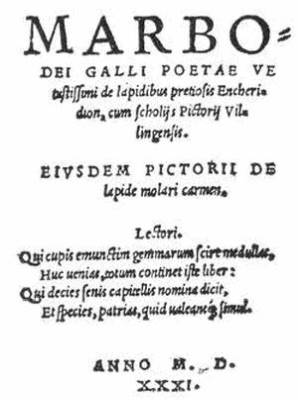 MARBO=
DEI GALLI POETAE VE
tustissimi de lapidibus pretiosis Encheri
dion, cum scholijs Pictorij Vil
lingensis.
EIVSDEM PICTORII DE
lapide molari carmen.
Lectori.
Qui cupis emunctim gemmarum scire medullas,
Huc uenias, totum continet iste liber:
Qui decies senis capitellis nomina dicit,
Et species, patrias, quid ualeantq́; simul.
ANNO M. D.
XXXI.